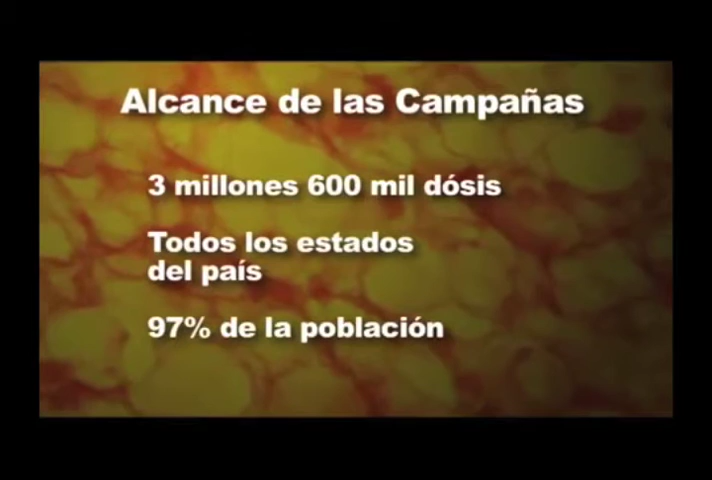 Alcance de las Campañas
3 millones 600 mil dósis
Todos los estados
del país
97% de la población